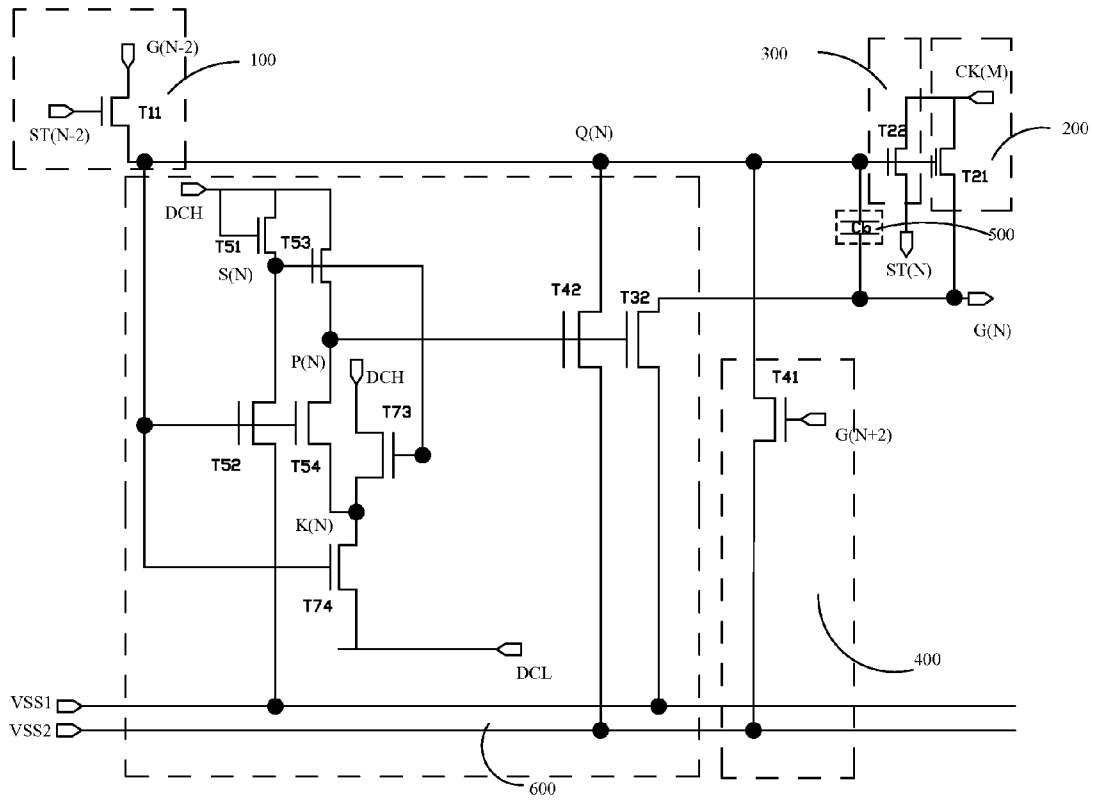 G(N-2)
100
300
CK(M)
T11
ST(N-2)
Q(N)
T22
200
T21
DCH
T51
T53
Cb
500
S(N)
ST(N)
T42
T32
G(N)
P(N)
DCH
T41
T73
G(N+2)
T52
T54
K(N)
T74
400
DCL
VSS1
VSS2
600